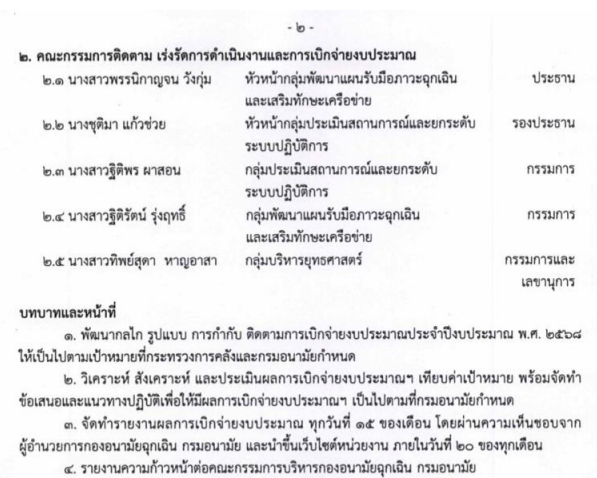 - ๒ -
๒. คณะกรรมการติดตาม เร่งรัดการดำเนินงานและการเบิกจ่ายงบประมาณ
๒.๑ นางสาวพรรนิกาญจน วังกุ่ม หัวหน้ากลุ่มพัฒนาแผนรับมือภาวะฉุกเฉิน ประธาน
และเสริมทักษะเครือข่าย
๒.๒ นางชุติมา แก้วช่วย หัวหน้ากลุ่มประเมินสถานการณ์และยกระดับ รองประธาน
ระบบปฏิบัติการ
๒.๓ นางสาวฐิติพร ผาสอน กลุ่มประเมินสถานการณ์และยกระดับ กรรมการ
ระบบปฏิบัติการ
๒.๔ นางสาวฐิติรัตน์ รุ่งฤทธิ์ กลุ่มพัฒนาแผนรับมือภาวะฉุกเฉิน กรรมการ
และเสริมทักษะเครือข่าย
๒.๕ นางสาวทิพย์สุดา หาญอาสา กลุ่มบริหารยุทธศาสตร์ กรรมการและ
เลขานุการ
บทบาทและหน้าที่
๑. พัฒนากลไก รูปแบบ การกำกับ ติดตามการเบิกจ่ายงบประมาณประจำปีงบประมาณ พ.ศ. ๒๕๖๘
ให้เป็นไปตามเป้าหมายที่กระทรวงการคลังและกรมอนามัยกำหนด
๒. วิเคราะห์ สังเคราะห์ และประเมินผลการเบิกจ่ายงบประมาณฯ เทียบค่าเป้าหมาย พร้อมจัดทำ
ข้อเสนอและแนวทางปฏิบัติเพื่อให้มีผลการเบิกจ่ายงบประมาณฯ เป็นไปตามที่กรมอนามัยกำหนด
๓. จัดทำรายงานผลการเบิกจ่ายงบประมาณ ทุกวันที่ ๑๕ ของเดือน โดยผ่านความเห็นชอบจาก
ผู้อำนวยการกองอนามัยฉุกเฉิน กรมอนามัย และนำขึ้นเว็บไซต์หน่วยงาน ภายในวันที่ ๒๐ ของทุกเดือน
๔. รายงานความก้าวหน้าต่อคณะกรรมการบริหารกองอนามัยฉุกเฉิน กรมอนามัย